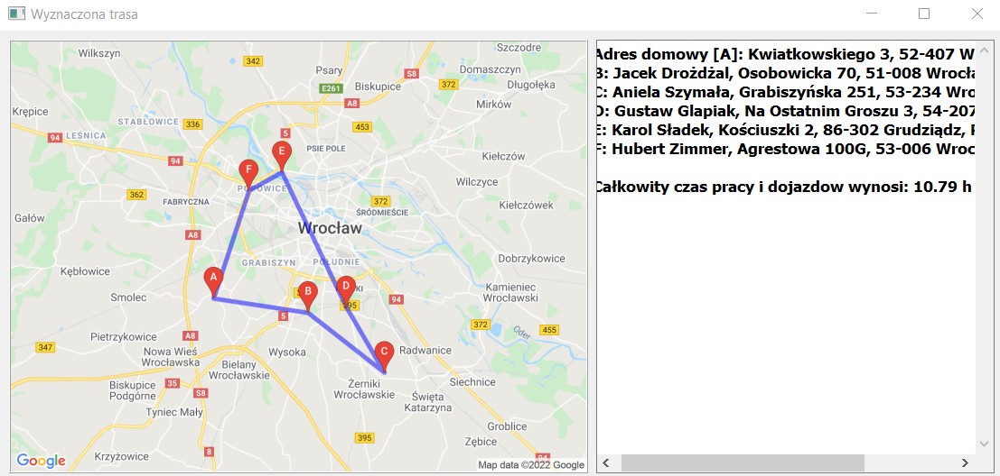 Wyznaczona trasa
Wilkszyn
Szczodre
342
Psary
S8
Domaszczyn
E261
Biskupice
372
Długołęka
A8
Mirków
Krępice
STABŁOWICE
336
453
94
LEŚNICA
PSIE POLE
5
E
Kiełczów
94
F
POPOWICE
Wilczyce
362
FABRYCZNA
372
Kiełczówek
ŚRÓDMIEŚCIE
Gałów
A8
Wrocław
Dobrzykowice
Kębłowice
GRABISZYN
POŁUDNIE
A
B
D
Kamieniec
Wrocławski
Smolec
94
395
5
372
455
Oder
Pietrzykowice
A8
347
Nowa Wieś
Wrocławska
Wysoka
C
Radwanice
Bielany
Wrocławskie
Siechnice
Biskupice
Podgórne
35
S8
Żerniki
Wrocławskie
Święta
Katarzyna
Tyniec Mały
Groblice
395
Zębice
Krzyżowice
8
94
Google
Map data ©2022 Google
Adres domowy [A]: Kwiatkowskiego 3, 52-407 W
B: Jacek Drożdżal, Osobowicka 70, 51-008 Wrocła
C: Aniela Szymała, Grabiszyńska 251, 53-234 Wro
D: Gustaw Glapiak, Na Ostatnim Groszu 3, 54-207
E: Karol Sładek, Kościuszki 2, 86-302 Grudziądz, P
F: Hubert Zimmer, Agrestowa 100G, 53-006 Wroc
Całkowity czas pracy i dojazdow wynosi: 10.79 h